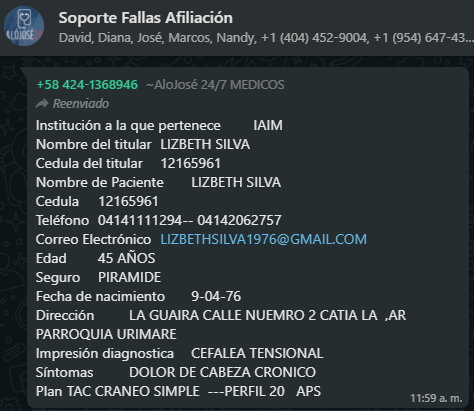 Soporte Fallas Afiliación
David, Diana, José, Marcos, Nandy, +1 (404) 452-9004, +1 (954) 647-43...
ALOJOSÉ
+58 424-1368946 ~AloJosé 24/7 MEDICOS
Reenviado
Institución a la que pertenece IAIM
Nombre del titular LIZBETH SILVA
Cedula del titular 12165961
Nombre de Paciente LIZBETH SILVA
Cedula 12165961
Teléfono 04141111294-- 04142062757
Correo Electrónico LIZBETHSILVA1976@GMAIL.COM
Edad 45 AÑOS
Seguro PIRAMIDE
Fecha de nacimiento 9-04-76
Dirección LA GUAIRA CALLE NUEMRO 2 CATIA LA ,AR
PARROQUIA URIMARE
Impresión diagnostica CEFALEA TENSIONAL
Síntomas DOLOR DE CABEZA CRONICO
Plan TAC CRANEO SIMPLE ---PERFIL 20 APS
11:59 a. m.